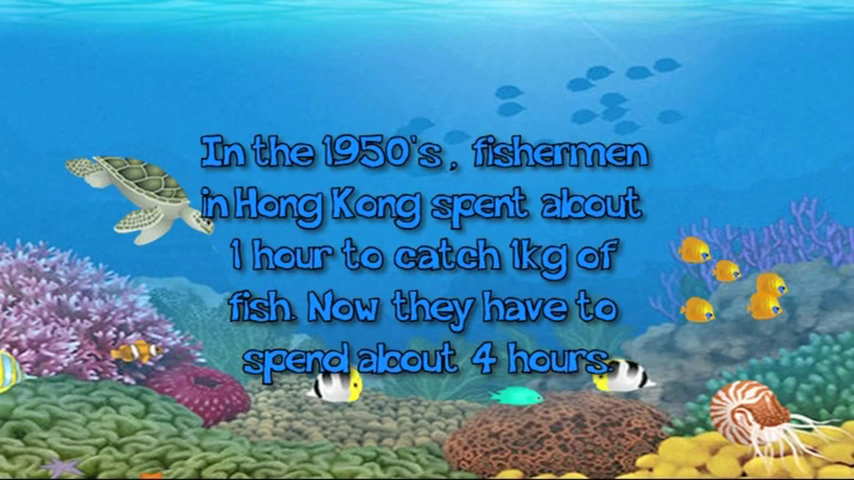 In the 1950's, fishermen
in Hong Kong spent about
1 hour to catch 1kg of
fish. Now they have to
spend about 4 hours.